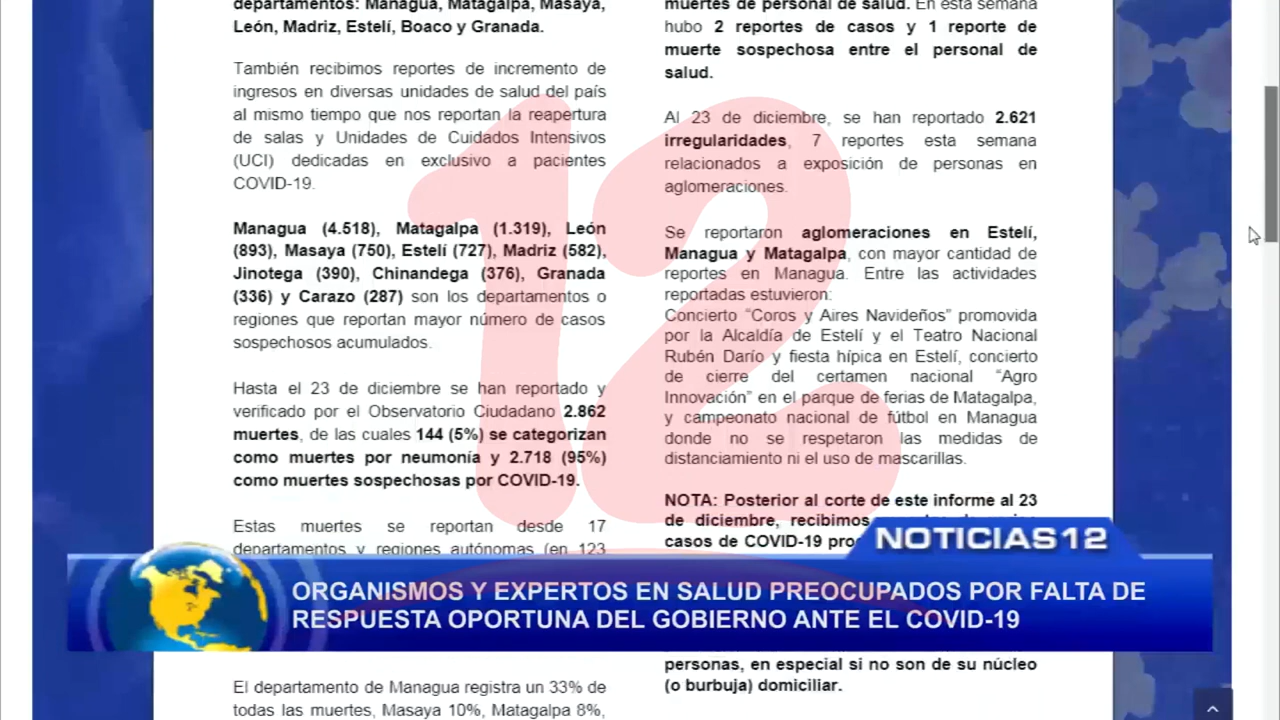 departamentos: Managua, Matagalpa, Masaya,
León, Madriz, Estelí, Boaco y Granada.
También recibimos reportes de incremento de
ingresos en diversas unidades de salud del país
al mismo tiempo que nos reportan la reapertura
de salas y Unidades de Cuidados Intensivos
(UCI) dedicadas en exclusivo a pacientes
COVID-19.
Managua (4.518), Matagalpa (1.319), León
(893), Masaya (750), Estelí (727), Madriz (582),
Jinotega (390), Chinandega (376), Granada
(336) y Carazo (287) son los departamentos o
regiones que reportan mayor número de casos
sospechosos acumulados.
Hasta el 23 de diciembre se han reportado y
verificado por el Observatorio Ciudadano 2.862
muertes, de las cuales 144 (5%) se categorizan
como muertes por neumonía y 2.718 (95%)
como muertes sospechosas por COVID-19.
Estas muertes se reportan desde 17
departamentos y regiones autónomas (en 123
El departamento de Managua registra un 33% de
todas las muertes, Masaya 10%, Matagalpa 8%,
muertes de personal de salud. En esta semana
hubo 2 reportes de casos y 1 reporte de
muerte sospechosa entre el personal de
salud.
Al 23 de diciembre, se han reportado 2.621
irregularidades, 7 reportes esta semana
relacionados a exposición de personas en
aglomeraciones.
Se reportaron aglomeraciones en Estelí,
Managua y Matagalpa, con mayor cantidad de
reportes en Managua. Entre las actividades
reportadas estuvieron:
Concierto “Coros y Aires Navideños” promovida
por la Alcaldía de Estelí y el Teatro Nacional
Rubén Darío y fiesta hípica en Estelí, concierto
de cierre del certamen nacional “Agro
Innovación” en el parque de ferias de Matagalpa,
y campeonato nacional de fútbol en Managua
donde no se respetaron las medidas de
distanciamiento ni el uso de mascarillas.
NOTA: Posterior al corte de este informe al 23
de diciembre, recibimos
casos de COVID-19
personas, en especial si no son de su núcleo
(o burbuja) domiciliar.
12
NOTICIAS12
ORGANISMOS Y EXPERTOS EN SALUD PREOCUPADOS POR FALTA DE
RESPUESTA OPORTUNA DEL GOBIERNO ANTE EL COVID-19